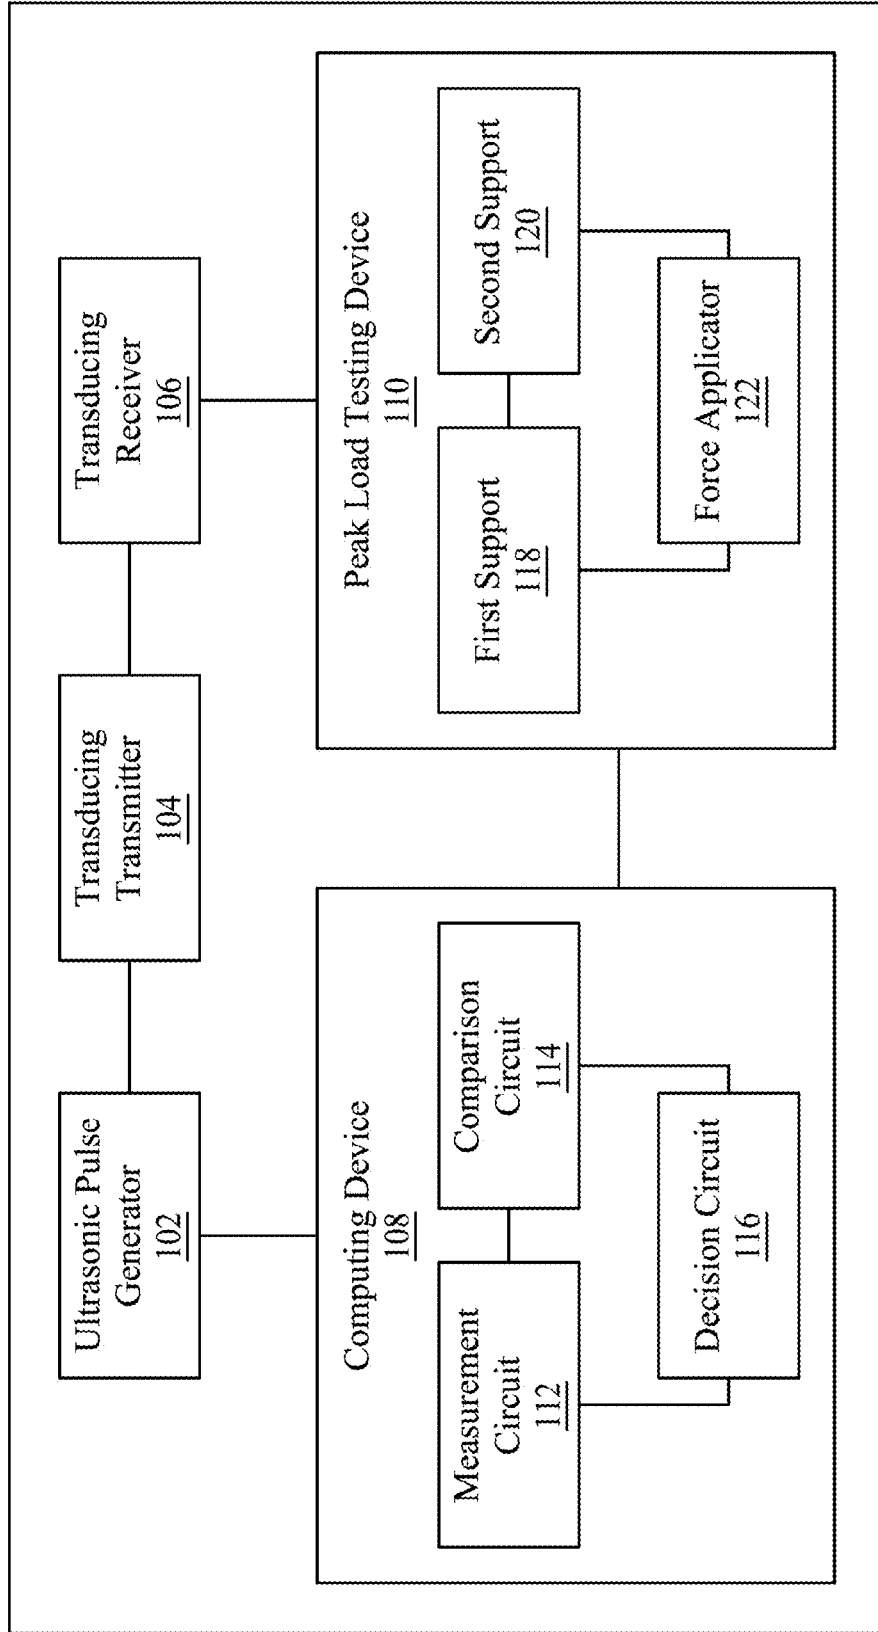 Ultrasonic Pulse
Generator
102
Transducing
Transmitter
104
Transducing
Receiver
106
Computing Device
108
Measurement
Circuit
112
Comparison
Circuit
114
Decision Circuit
116
Peak Load Testing Device
110
First Support
118
Second Support
120
Force Applicator
122